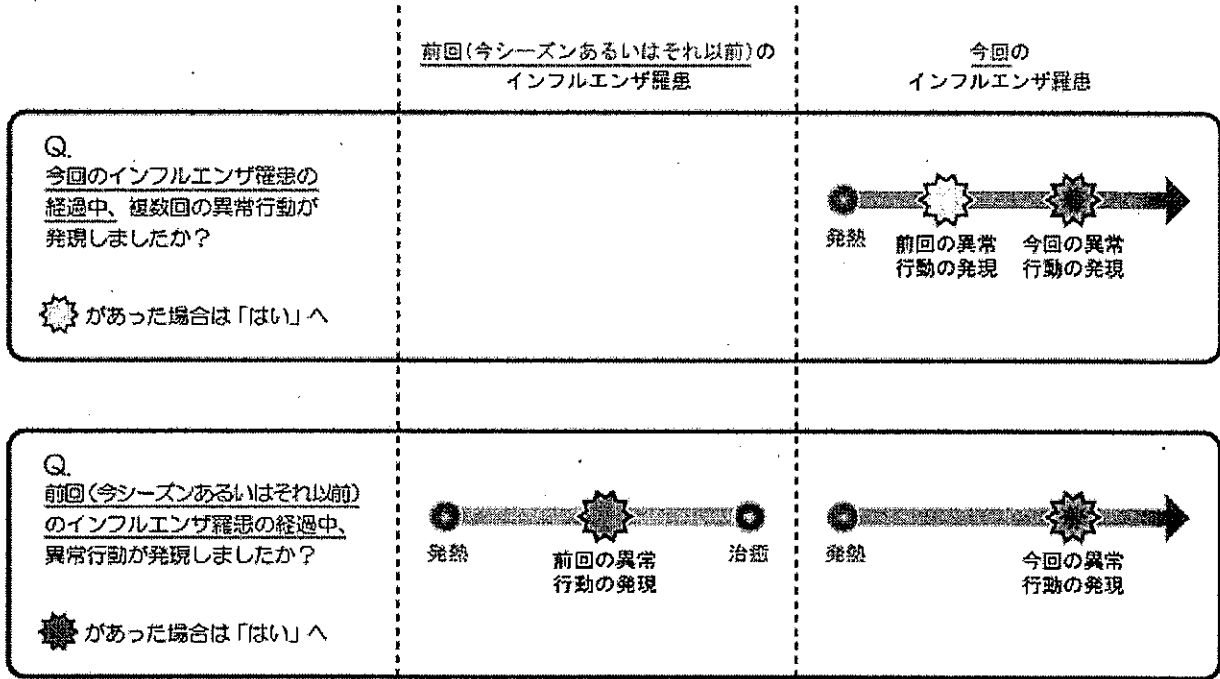 前回(今シーズンあるいはそれ以前)の
インフルエンザ罹患
今回の
インフルエンザ罹患
Q.
今回のインフルエンザ罹患の
経過中、複数回の異常行動が
発現しましたか?
があった場合は「はい」へ
発熱
前回の異常
行動の発現
今回の異常
行動の発現
Q.
前回(今シーズンあるいはそれ以前)
のインフルエンザ罹患の経過中、
異常行動が発現しましたか?
があった場合は「はい」へ
発熱
前回の異常
行動の発現
治癒
発熱
今回の異常
行動の発現